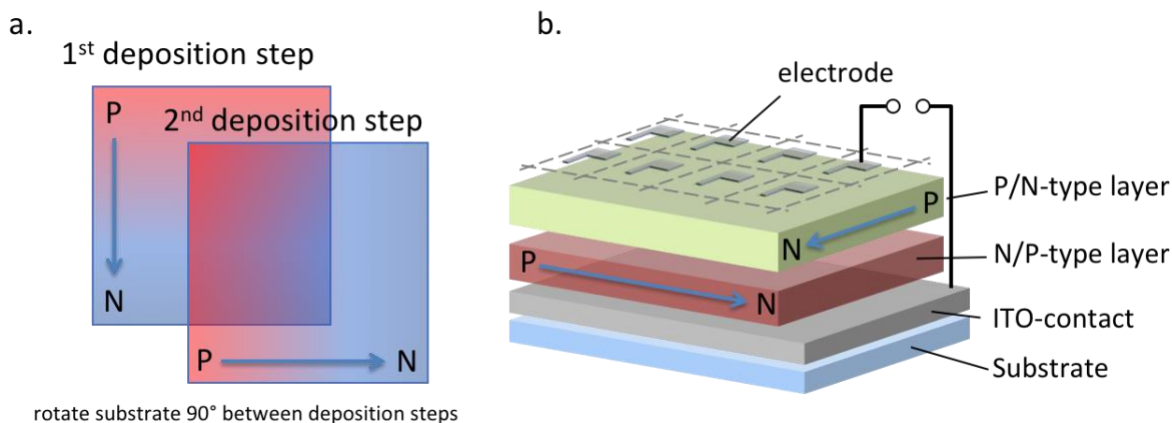 a.
1st deposition step
P
N
2nd deposition step
P N
rotate substrate 90° between deposition steps
b.
electrode
P
N
P
N
P/N-type layer
N/P-type layer
ITO-contact
Substrate